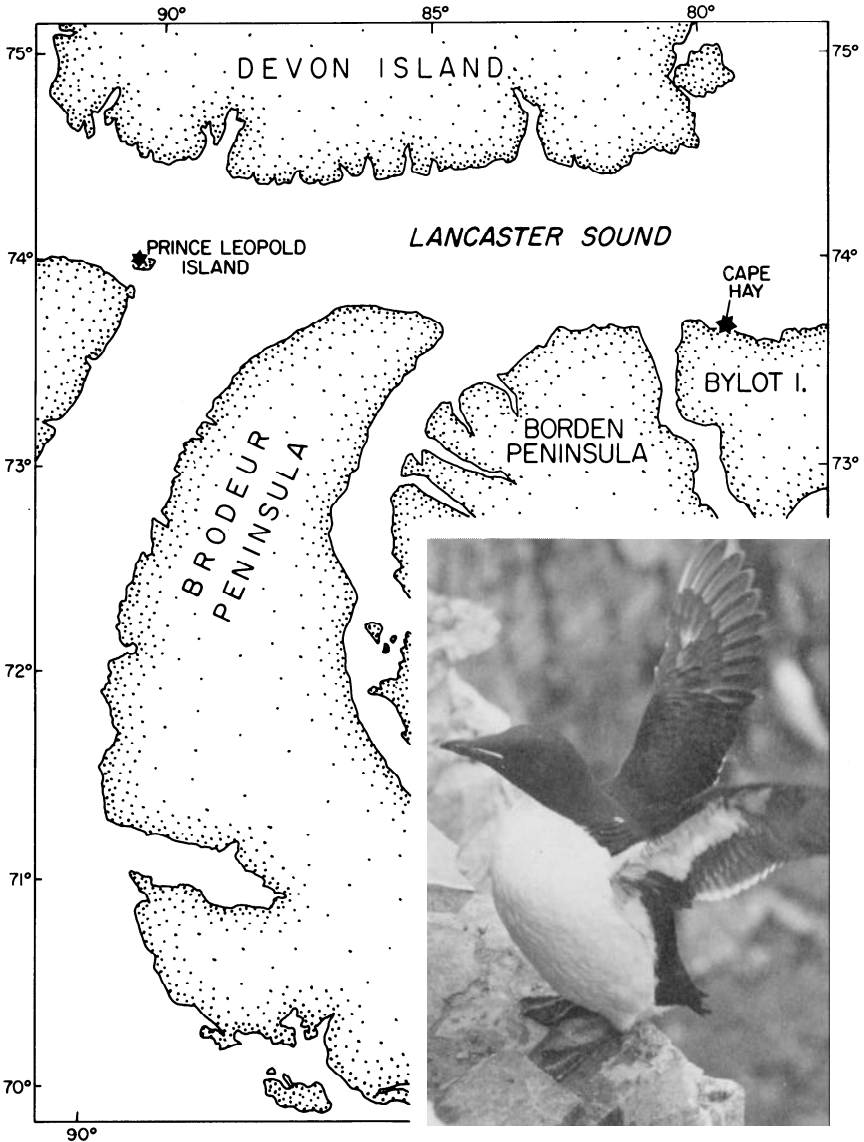 90° 85° 80°
75° 75°
DEVON ISLAND
LANCASTER SOUND
74° 74°
PRINCE LEOPOLD
ISLAND
CAPE
HAY
BYLOT I.
BORDEN
PENINSULA
73° 73°
BRODEUR
PENINSULA
72°
71°
70°
90°